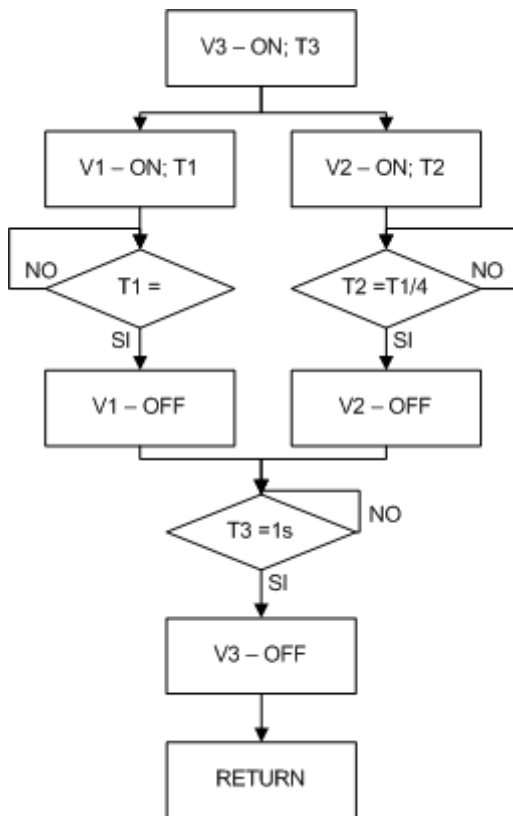 V3 – ON; T3
V1 – ON; T1
V2 – ON; T2
NO
T1 =
SI
T2 =T1/4
NO
SI
V1 – OFF
V2 – OFF
T3 =1s
NO
SI
V3 – OFF
RETURN